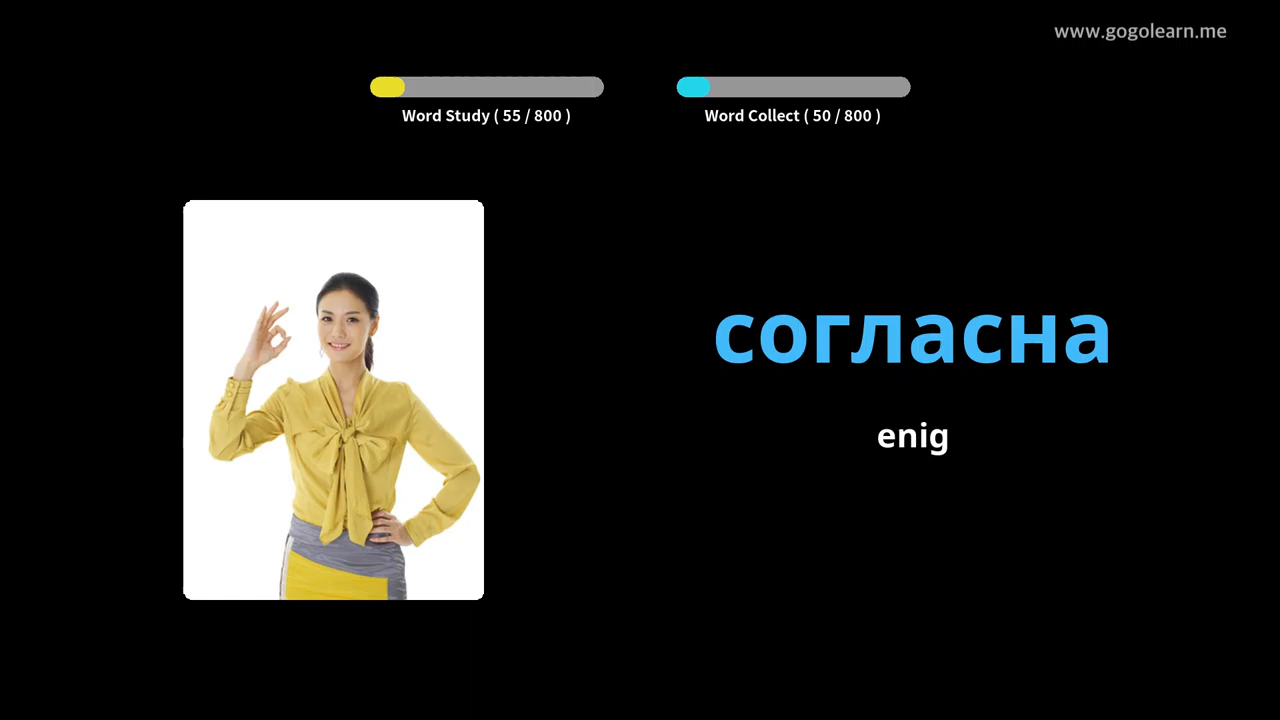 www.gogolearn.me
Word Study ( 55 / 800 )
Word Collect ( 50 / 800 )
согласна
enig